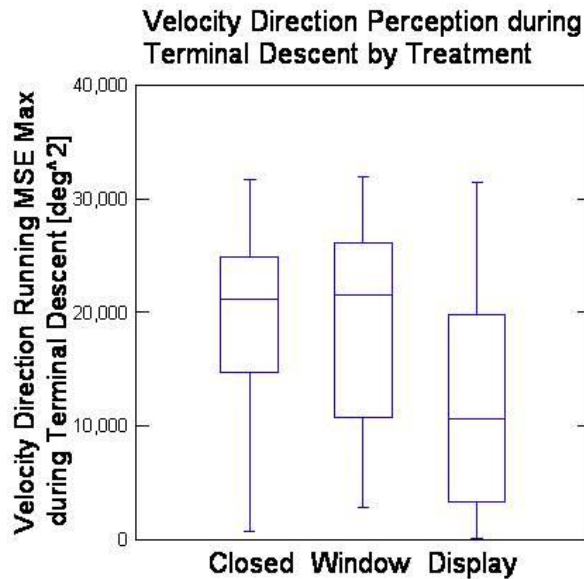 Velocity Direction Perception during
Terminal Descent by Treatment
Velocity Direction Running MSE Max
during Terminal Descent [deg^2]
40,000
30,000
20,000
10,000
0
Closed Window Display